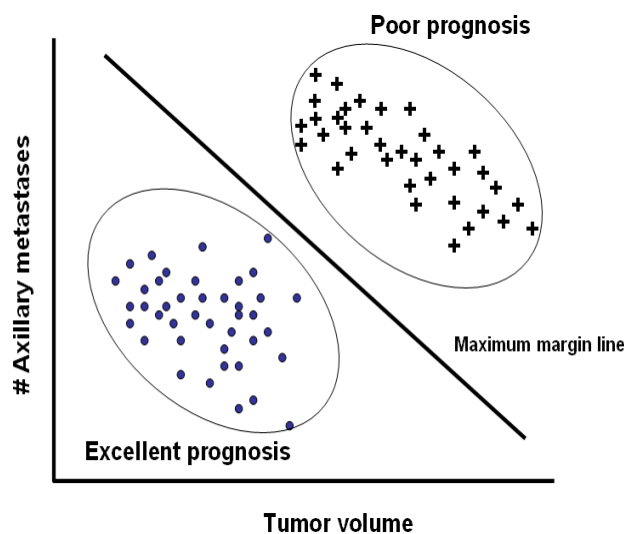 Poor prognosis
# Axillary metastases
Maximum margin line
Excellent prognosis
Tumor volume